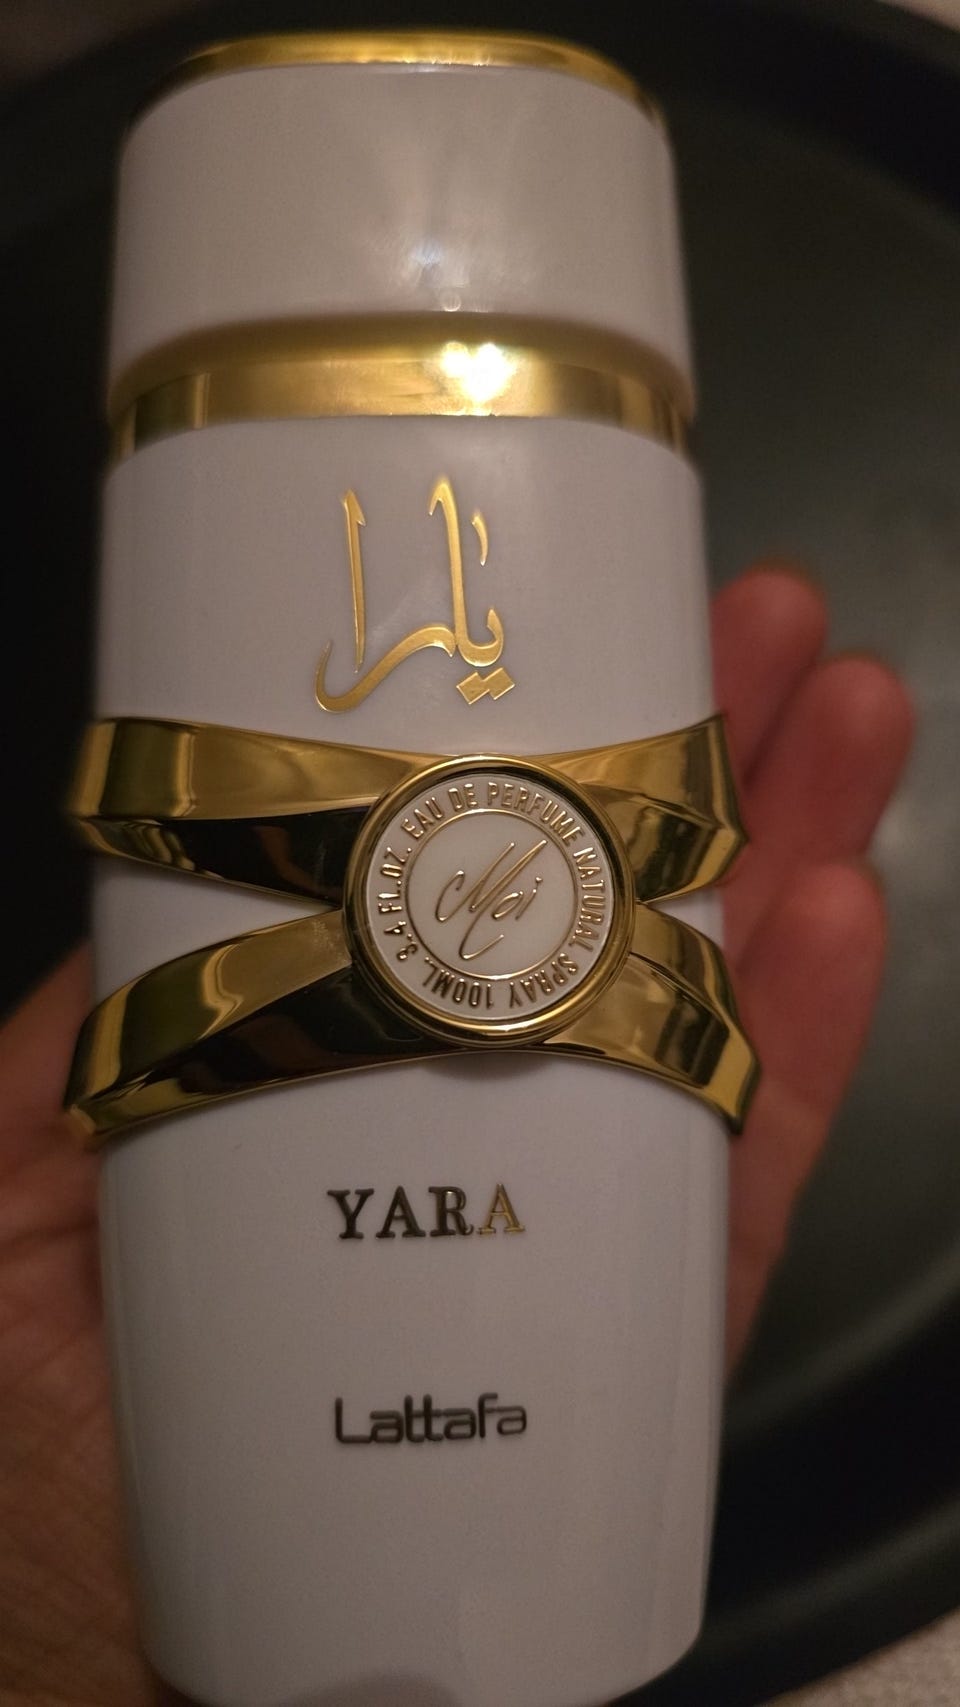 يارا
EAU DE PERFUME NATURAL SPRAY 100ML. 3.4 FL.OZ.
Moi
YARA
Lattafa